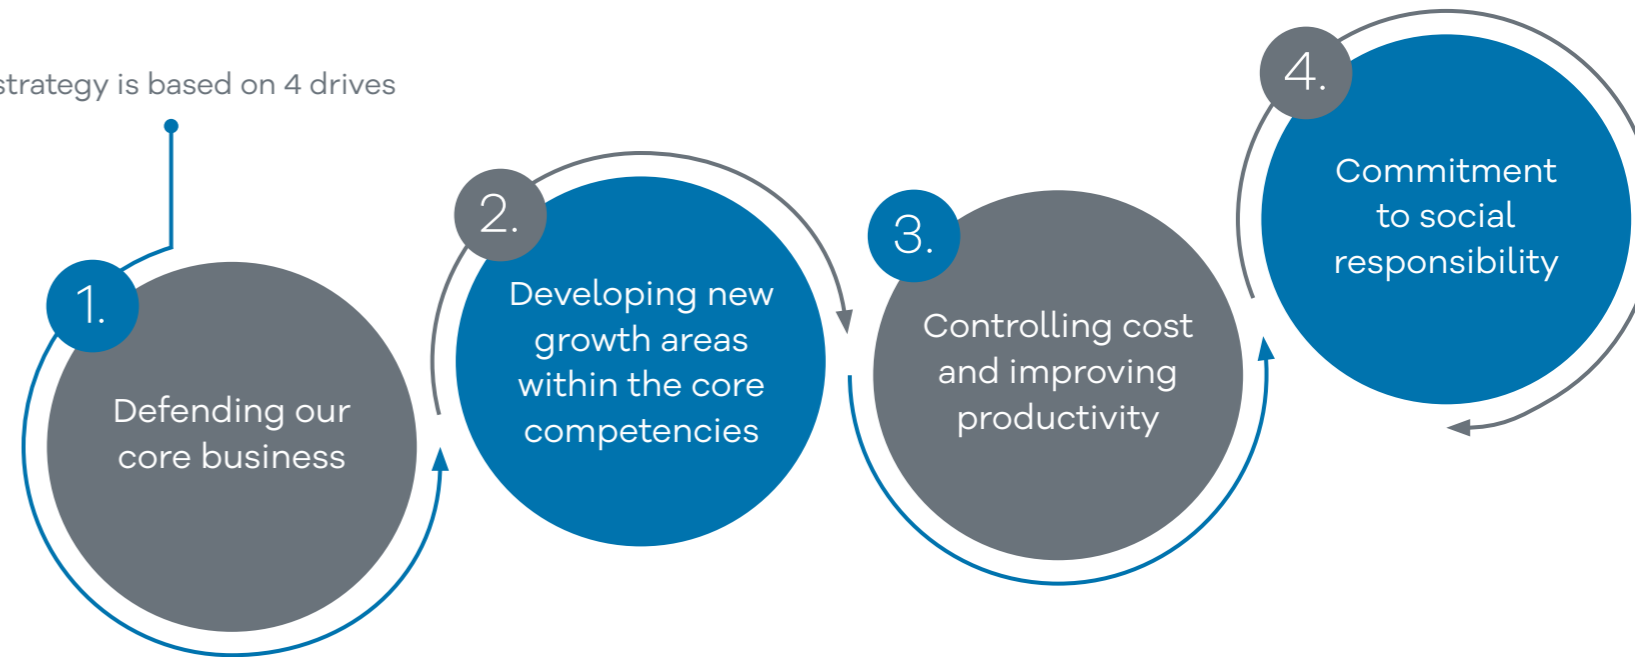 strategy is based on 4 drives
1.
Defending our
core business
2.
Developing new
growth areas
within the core
competencies
3.
Controlling cost
and improving
productivity
4.
Commitment
to social
responsibility